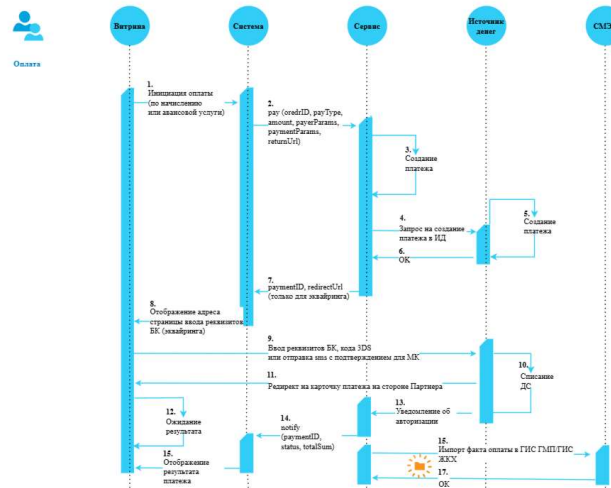 Оплата
Витрина
Система
Сервис
Источник
денег
СМЭ
1.
Инициация оплаты
(по начислению
или авансовой услуги)
2.
pay (oredrID, payType,
amount, payerParams,
paymentParams,
returnUrl)
3.
Создание
платежа
4.
Запрос на создание
платежа в ИД
5.
Создание
платежа
6.
OK
7.
paymentID, redirectUrl
(только для эквайринга)
8.
Отображение адреса
страницы ввода реквизитов
БК (эквайринга)
9.
Ввод реквизитов БК, кода 3DS
или отправка sms с подтверждением для МК
10.
Списание
ДС
11.
Редирект на карточку платежа на стороне Партнера
12.
Ожидание
результата
13.
Уведомление об
авторизации
14.
notify
(paymentID,
status, totalSum)
15.
Отображение
результата
платежа
15.
Импорт факта оплаты в ГИС ГМП/ГИС
ЖКХ
17.
OK